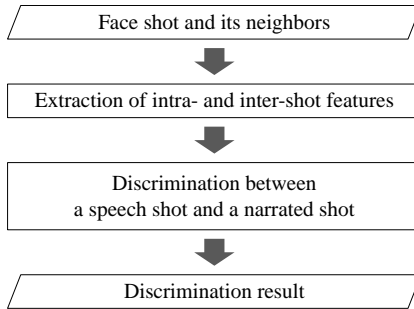 Face shot and its neighbors
Extraction of intra- and inter-shot features
Discrimination between
a speech shot and a narrated shot
Discrimination result